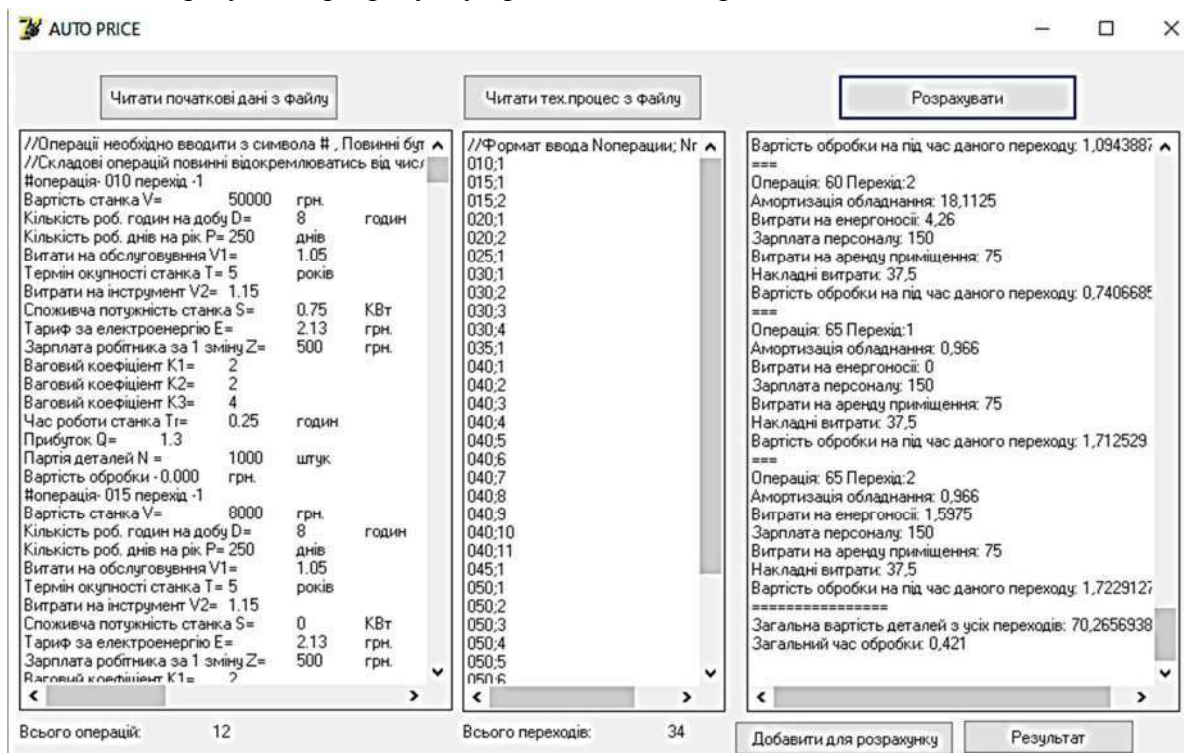 AUTO PRICE
Читати початкові дані з файлу
Читати тех.процес з файлу
Розрахувати
//Операції необхідно вводити з символа # , Повинні бут
//Складові операцій повинні відокремлюватись від числ
#операція- 010 перехід -1
Вартість станка V= 50000 грн.
Кількість роб. годин на добу D= 8 годин
Кількість роб. днів на рік P= 250 днів
Витати на обслуговування V1= 1.05
Термін окупності станка T= 5 років
Витрати на інструмент V2= 1.15
Споживча потужність станка S= 0.75 КВт
Тариф за електроенергію E= 2.13 грн.
Зарплата робітника за 1 зміну Z= 500 грн.
Ваговий коефіцієнт K1= 2
Ваговий коефіцієнт K2= 2
Ваговий коефіцієнт K3= 4
Час роботи станка Tr= 0.25 годин
Прибуток Q= 1.3
Партія деталей N = 1000 штук
Вартість обробки - 0.000 грн.
#операція- 015 перехід -1
Вартість станка V= 8000 грн.
Кількість роб. годин на добу D= 8 годин
Кількість роб. днів на рік P= 250 днів
Витати на обслуговування V1= 1.05
Термін окупності станка T= 5 років
Витрати на інструмент V2= 1.15
Споживча потужність станка S= 0 КВт
Тариф за електроенергію E= 2.13 грн.
Зарплата робітника за 1 зміну Z= 500 грн.
Ваговий коефіцієнт K1= 2
//Формат ввода Nоперации; Nг
010;1
015;1
015;2
020;1
020;2
025;1
030;1
030;2
030;3
030;4
035;1
040;1
040;2
040;3
040;4
040;5
040;6
040;7
040;8
040;9
040;10
040;11
045;1
050;1
050;2
050;3
050;4
050;5
050;6
Вартість обробки на під час даного переходу: 1,0943887
===
Операція: 60 Перехід:2
Амортизація обладнання: 18,1125
Витрати на енергоносії: 4,26
Зарплата персоналу: 150
Витрати на аренду приміщення: 75
Накладні витрати: 37,5
Вартість обробки на під час даного переходу: 0,7406685
===
Операція: 65 Перехід:1
Амортизація обладнання: 0,966
Витрати на енергоносії: 0
Зарплата персоналу: 150
Витрати на аренду приміщення: 75
Накладні витрати: 37,5
Вартість обробки на під час даного переходу: 1,712529
===
Операція: 65 Перехід:2
Амортизація обладнання: 0,966
Витрати на енергоносії: 1,5975
Зарплата персоналу: 150
Витрати на аренду приміщення: 75
Накладні витрати: 37,5
Вартість обробки на під час даного переходу: 1,7229127
================
Загальна вартість деталей з усіх переходів: 70,2656938
Загальний час обробки: 0,421
Всього операцій: 12
Всього переходів: 34
Добавити для розрахунку
Результат